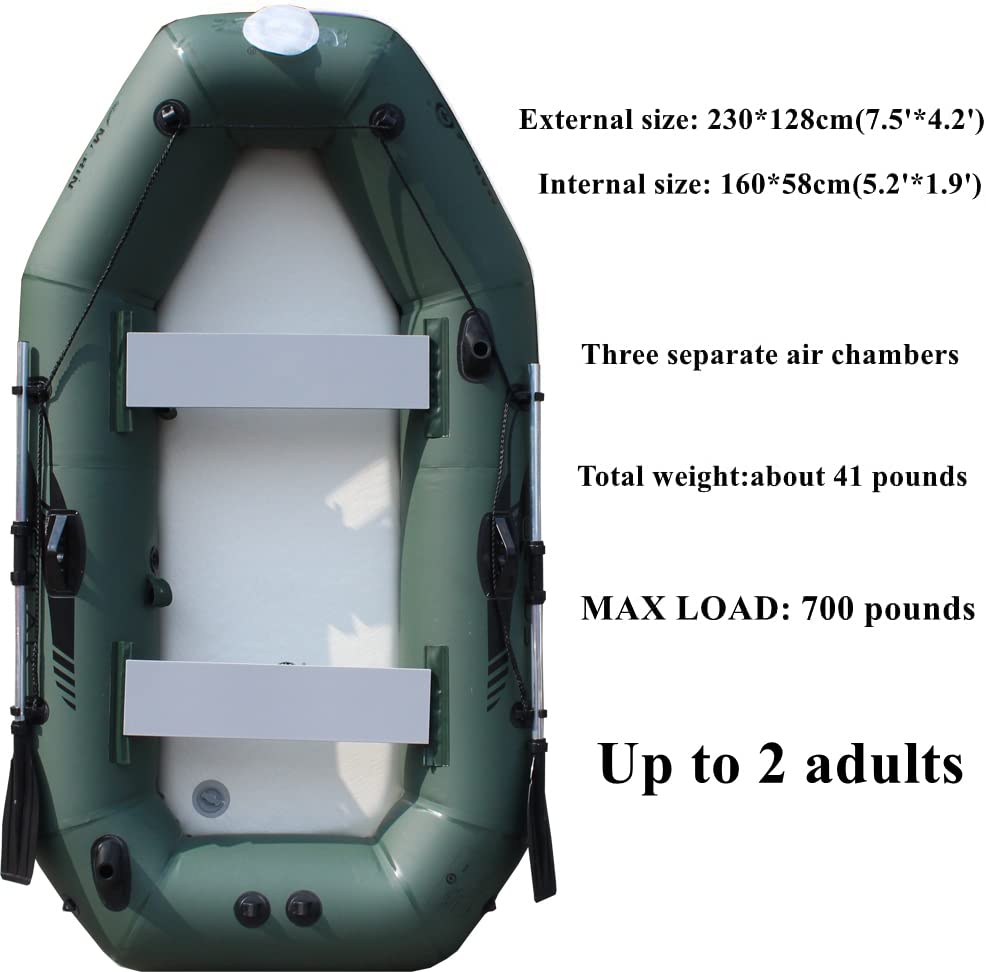 External size: 230*128cm(7.5'*4.2')
Internal size: 160*58cm(5.2'*1.9')
Three separate air chambers
Total weight:about 41 pounds
MAX LOAD: 700 pounds
Up to 2 adults